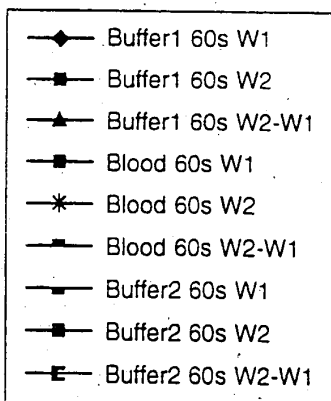 Buffer1 60s W1
Buffer1 60s W2
Buffer1 60s W2-W1
Blood 60s W1
Blood 60s W2
Blood 60s W2-W1
Buffer2 60s W1
Buffer2 60s W2
Buffer2 60s W2-W1